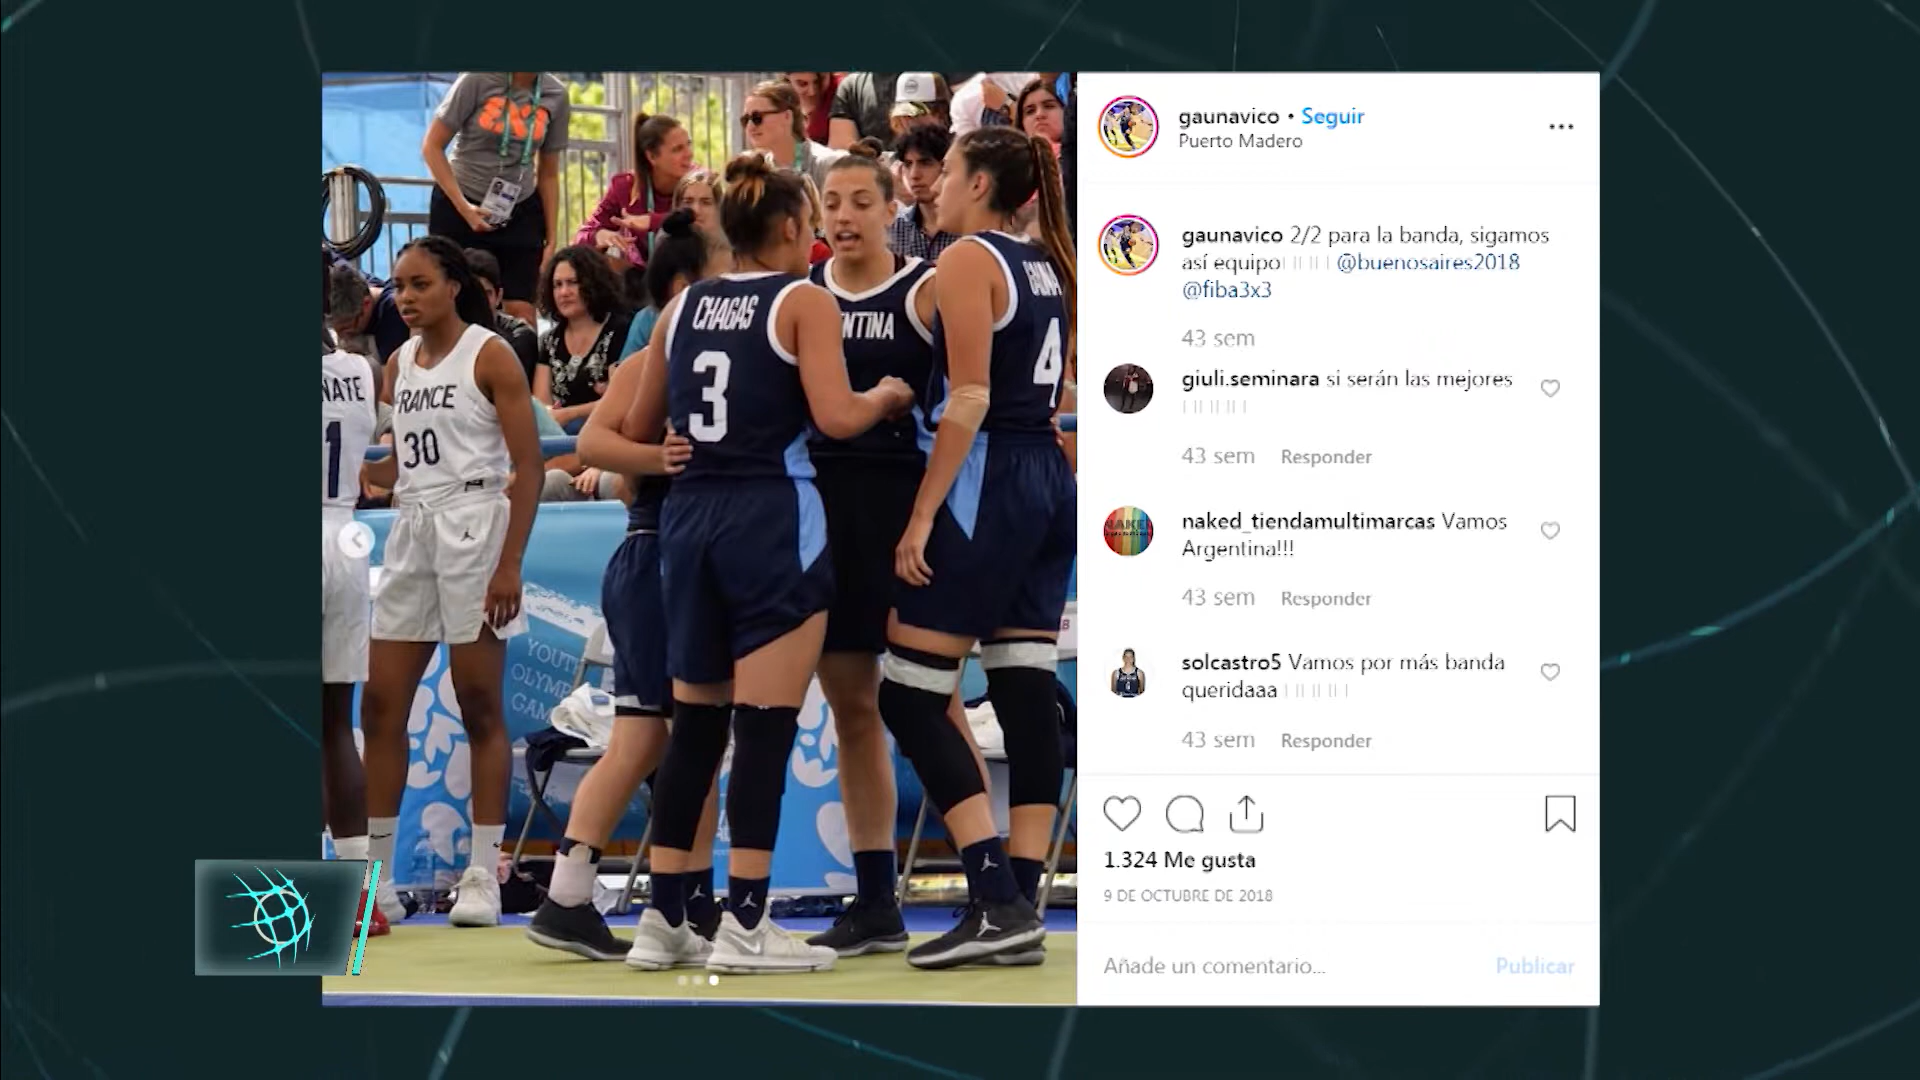 CHAGAS
3
NTINA
4
NATE
1
FRANCE
30
YOUTH
OLYMP
GAM
gaunavico • Seguir
Puerto Madero
gaunavico 2/2 para la banda, sigamos
así equipo @buenosaires2018
@fiba3x3
43 sem
giuli.seminara si serán las mejores
43 sem Responder
naked_tiendamultimarcas Vamos
Argentina!!!
43 sem Responder
solcastro5 Vamos por más banda
queridaaa
43 sem Responder
1.324 Me gusta
9 DE OCTUBRE DE 2018
Añade un comentario...
Publicar